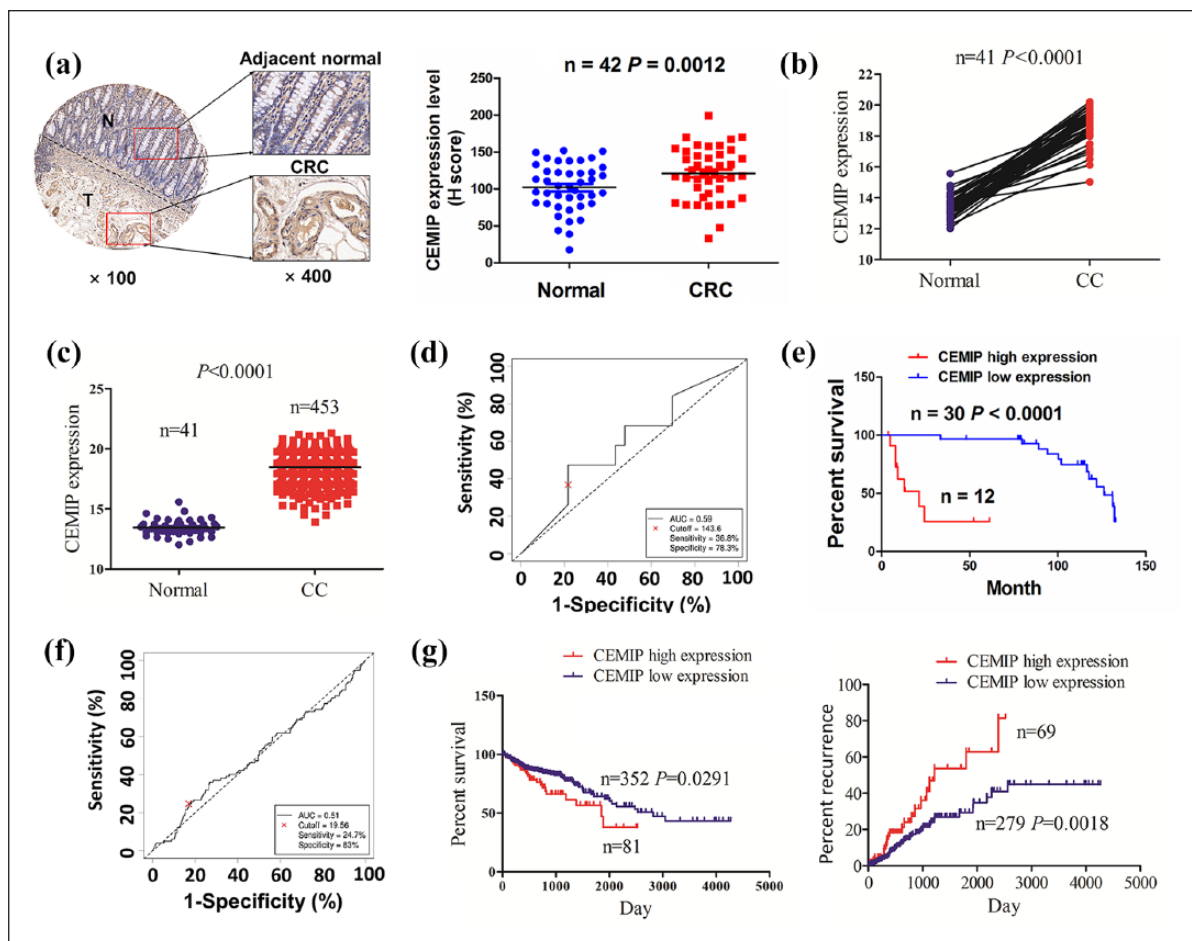 (a)
Adjacent normal
N
CRC
T
× 100
× 400
n = 42 P = 0.0012
CEMIP expression level
(H score)
250
200
150
100
50
0
Normal
CRC
(b)
n=41 P<0.0001
CEMIP expression
22
20
18
16
14
12
Normal
CC
(c)
P<0.0001
CEMIP expression
25
20
15
10
n=41
n=453
Normal
CC
(d)
Sensitivity (%)
100
80
60
40
20
0
AUC = 0.59
× Cutoff = 143.6
Sensitivity = 36.8%
Specificity = 78.3%
0 20 40 60 80 100
1-Specificity (%)
(e)
CEMIP high expression
CEMIP low expression
Percent survival
150
100
50
0
n = 30 P < 0.0001
n = 12
0 50 100 150
Month
(f)
Sensitivity (%)
100
80
60
40
20
0
AUC = 0.51
× Cutoff = 19.56
Sensitivity = 24.7%
Specificity = 83%
0 20 40 60 80 100
1-Specificity (%)
(g)
CEMIP high expression
CEMIP low expression
Percent survival
150
100
50
0
n=352 P=0.0291
n=81
0 1000 2000 3000 4000 5000
Day
CEMIP high expression
CEMIP low expression
Percent recurrence
100
80
60
40
20
0
n=69
n=279 P=0.0018
0 1000 2000 3000 4000 5000
Day